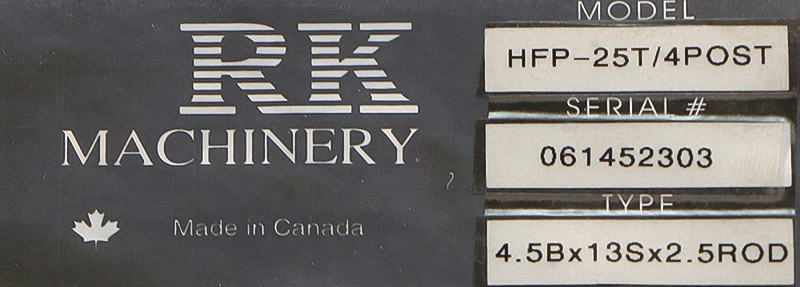 RK
MACHINERY
Made in Canada
MODEL
HFP-25T/4POST
SERIAL #
061452303
TYPE
4.5Bx13Sx2.5ROD